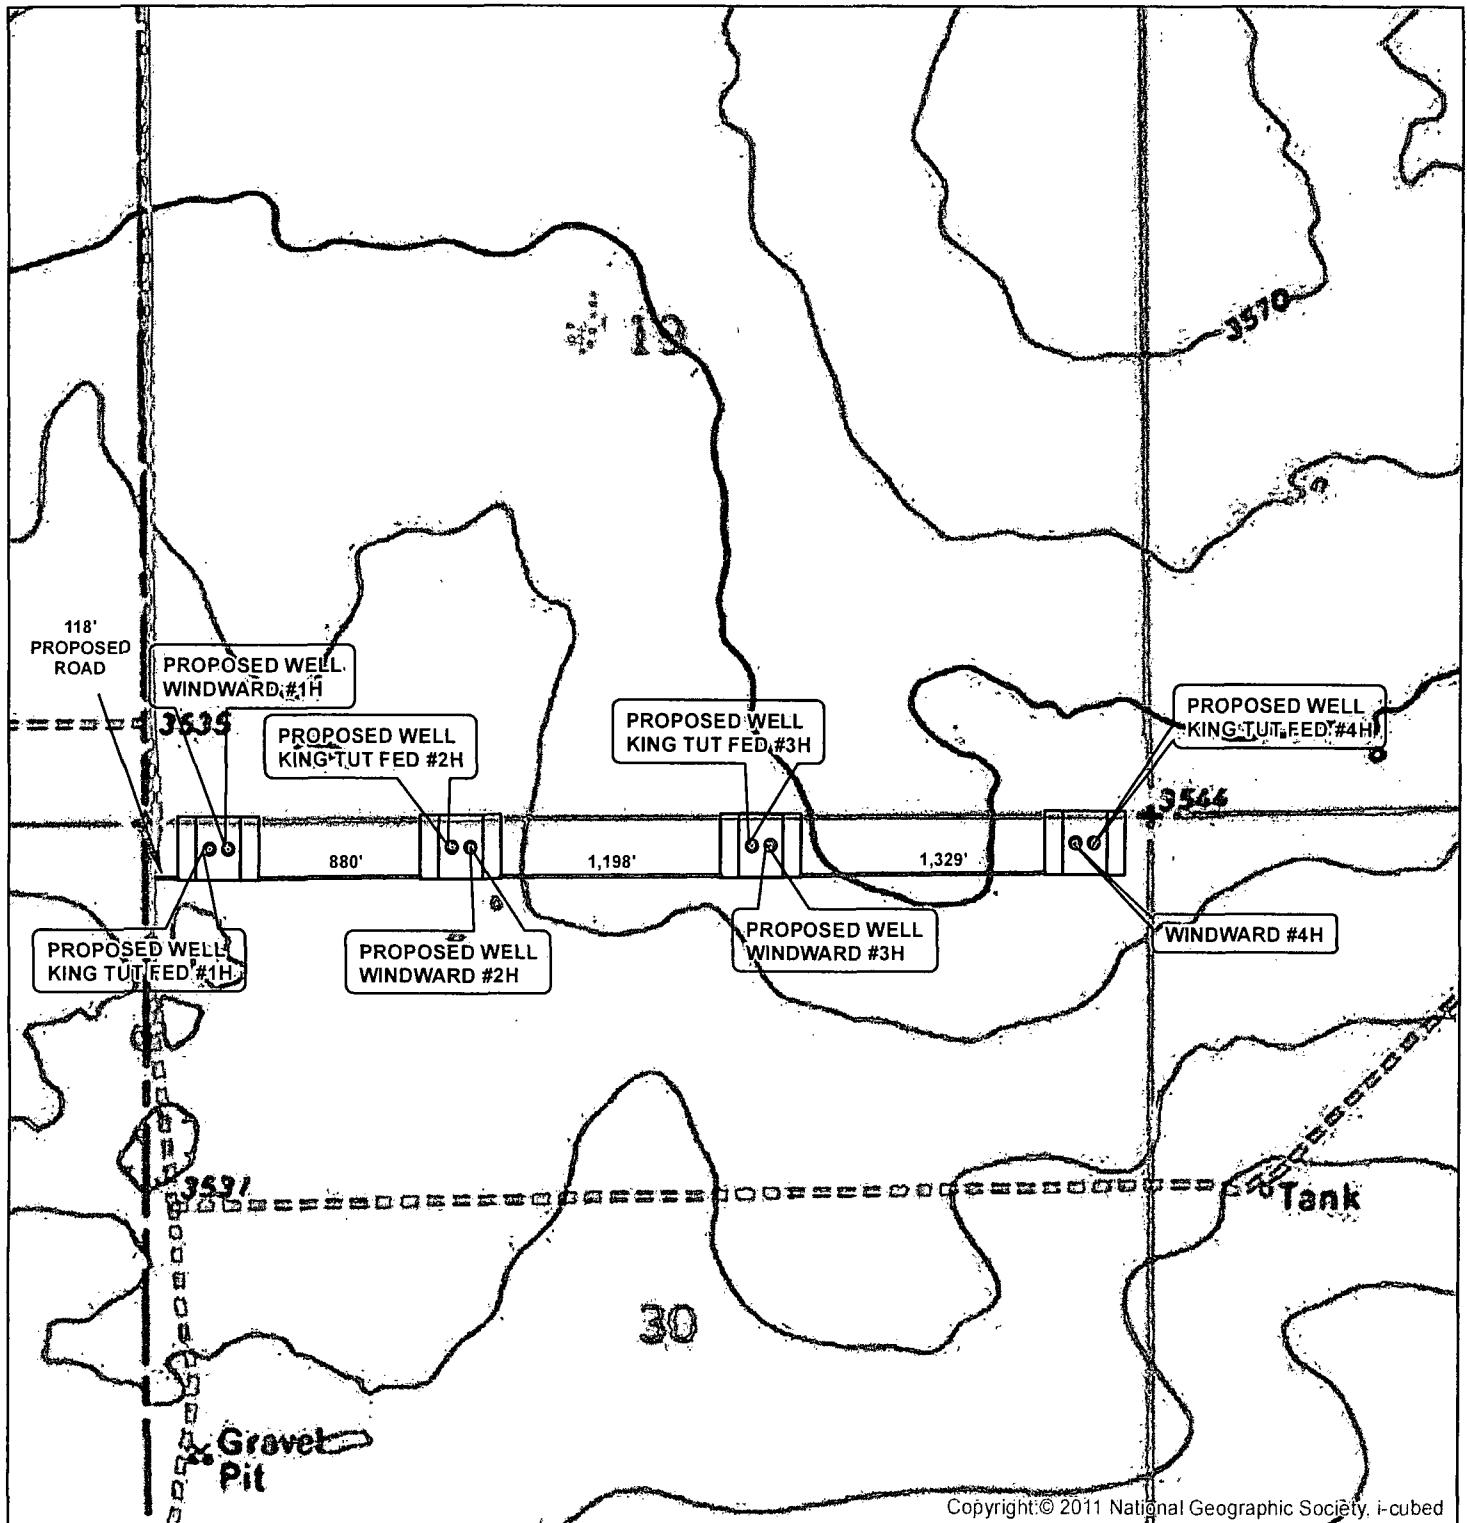 19
3570
118'
PROPOSED
ROAD
PROPOSED WELL
WINDWARD #1H
3535
PROPOSED WELL
KING TUT FED #2H
PROPOSED WELL
KING TUT FED #3H
PROPOSED WELL
KING TUT FED #4H
3544
880'
1,198'
1,329'
PROPOSED WELL
KING TUT FED #1H
PROPOSED WELL
WINDWARD #2H
PROPOSED WELL
WINDWARD #3H
WINDWARD #4H
3531
Tank
30
Gravel
Pit
Copyright:© 2011 National Geographic Society, i-cubed